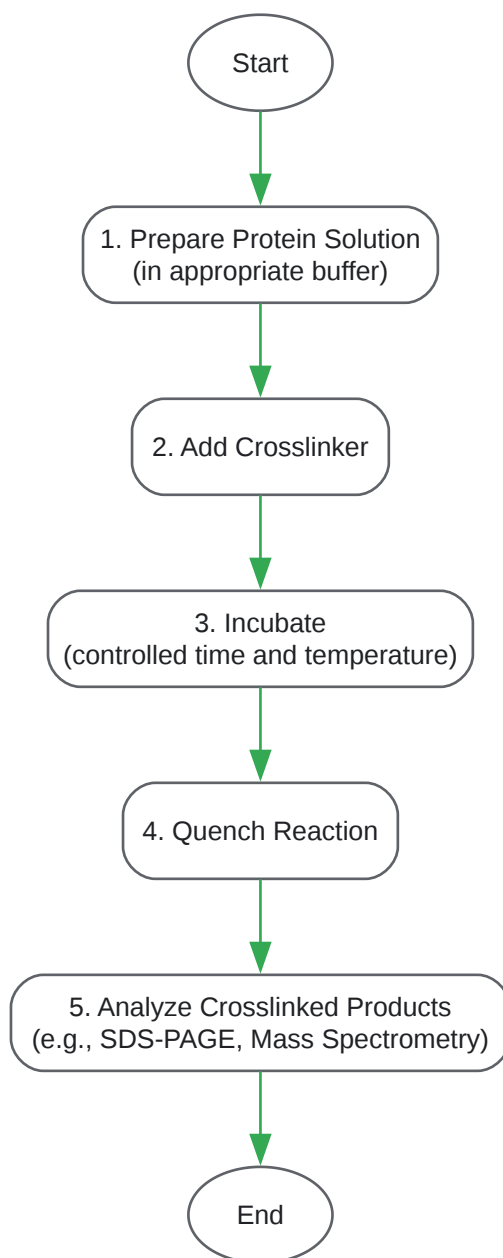 Start
1. Prepare Protein Solution
(in appropriate buffer)
2. Add Crosslinker
3. Incubate
(controlled time and temperature)
4. Quench Reaction
5. Analyze Crosslinked Products
(e.g., SDS-PAGE, Mass Spectrometry)
End